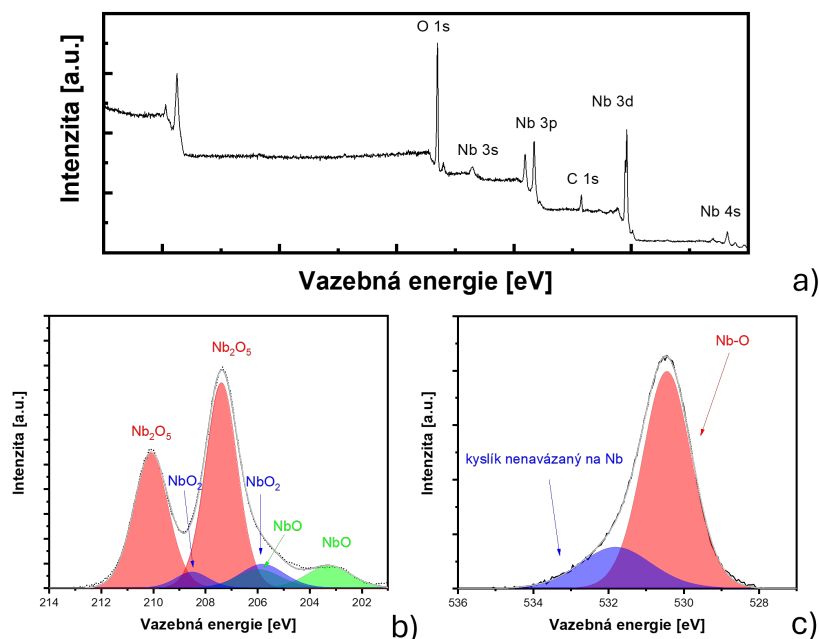 O 1s
Nb 3d
Nb 3p
Nb 3s
C 1s
Nb 4s
Intenzita [a.u.]
Vazebná energie [eV]
a)
Nb₂O₅
Nb₂O₅
NbO₂
NbO₂
NbO
NbO
Intenzita [a.u.]
214 212 210 208 206 204 202
Vazebná energie [eV]
b)
Nb-O
kyslík nenavázaný na Nb
Intenzita [a.u.]
536 534 532 530 528
Vazebná energie [eV]
c)